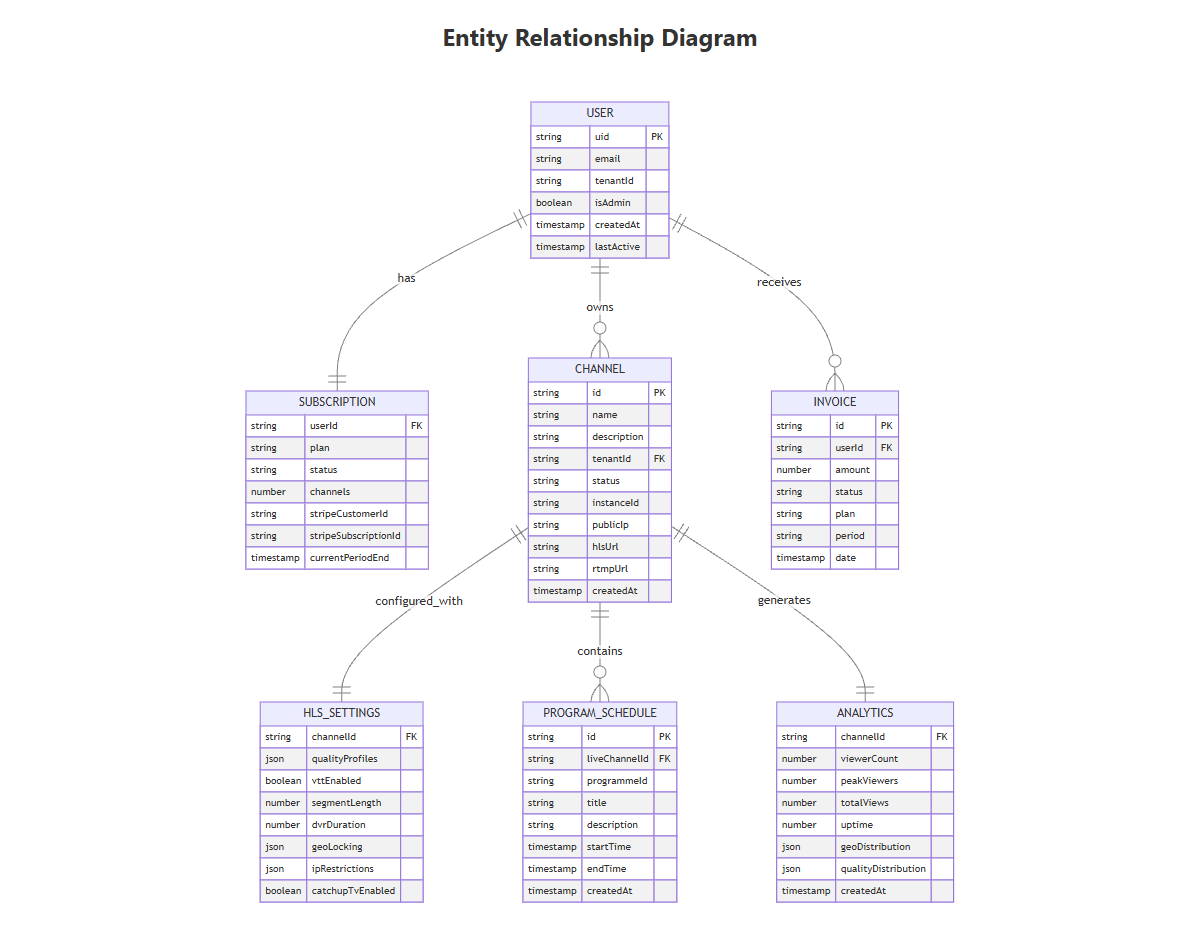 Entity Relationship Diagram
USER
string uid PK
string email
string tenantId
boolean isAdmin
timestamp createdAt
timestamp lastActive
has
owns
receives
SUBSCRIPTION
string userId FK
string plan
string status
number channels
string stripeCustomerId
string stripeSubscriptionId
timestamp currentPeriodEnd
CHANNEL
string id PK
string name
string description
string tenantId FK
string status
string instanceId
string publicIp
string hlsUrl
string rtmpUrl
timestamp createdAt
INVOICE
string id PK
string userId FK
number amount
string status
string plan
string period
timestamp date
configured_with
contains
generates
HLS_SETTINGS
string channelId FK
json qualityProfiles
boolean vttEnabled
number segmentLength
number dvrDuration
json geoLocking
json ipRestrictions
boolean catchupTvEnabled
PROGRAM_SCHEDULE
string id PK
string liveChannelId FK
string programmeId
string title
string description
timestamp startTime
timestamp endTime
timestamp createdAt
ANALYTICS
string channelId FK
number viewerCount
number peakViewers
number totalViews
number uptime
json geoDistribution
json qualityDistribution
timestamp createdAt